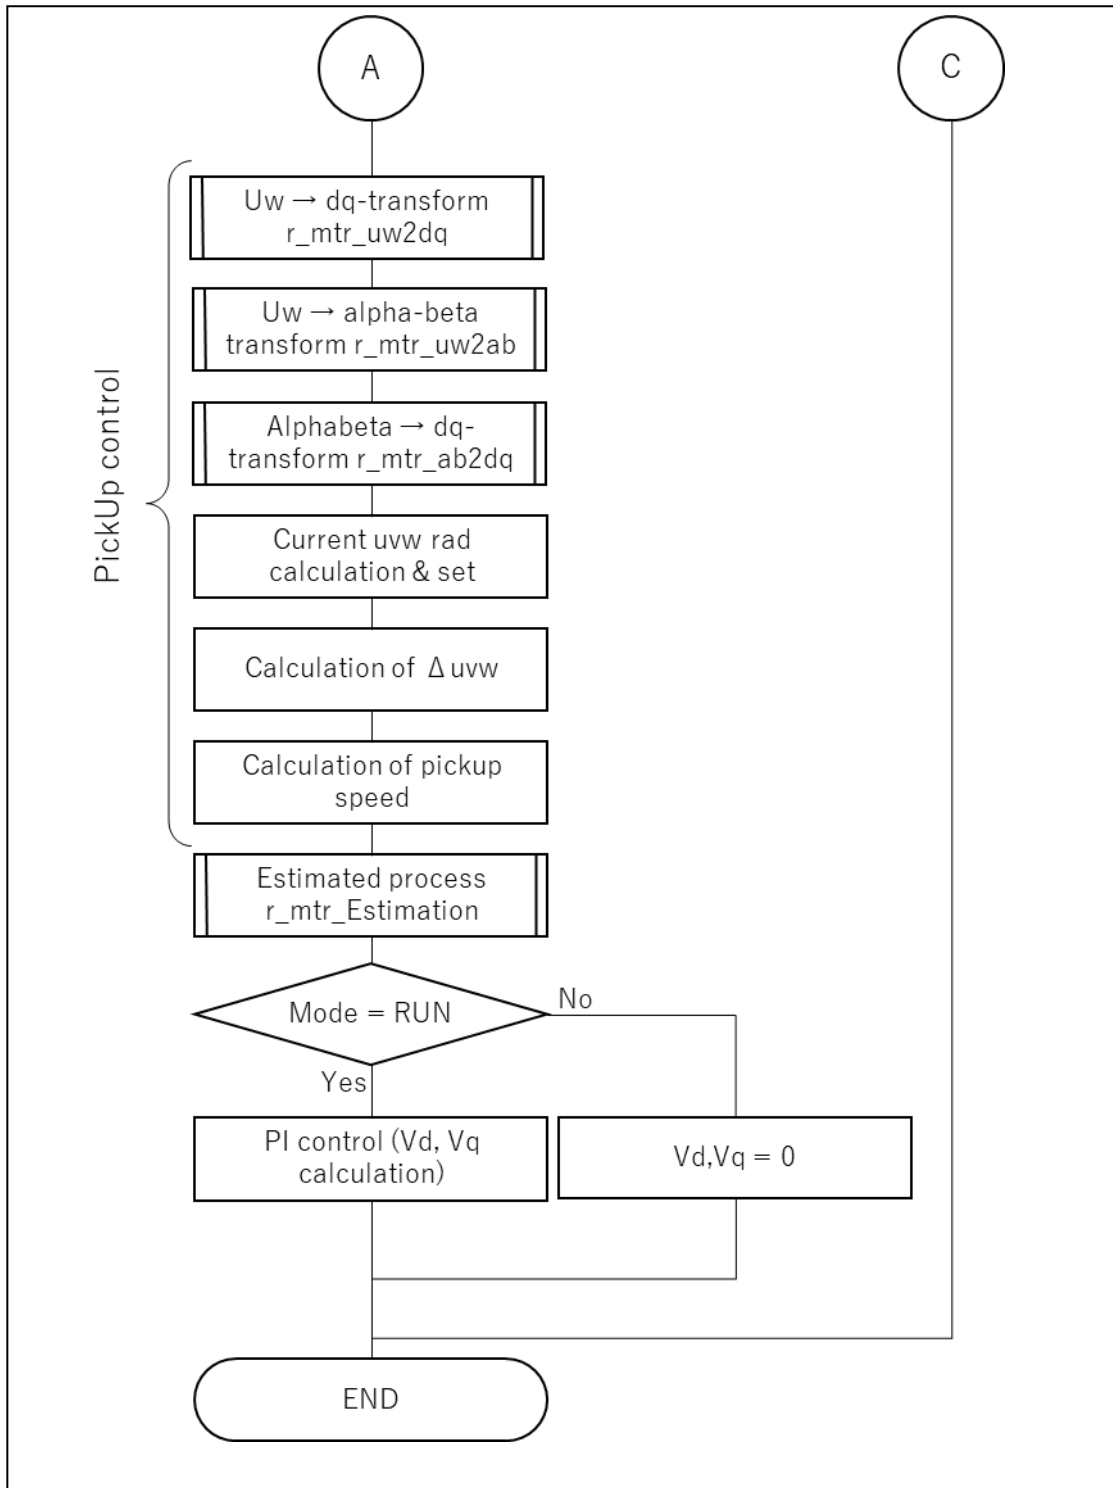 A
C
Uw → dq-transform
r_mtr_uw2dq
Uw → alpha-beta
transform r_mtr_uw2ab
Alphabeta → dq-
transform r_mtr_ab2dq
PickUp control
Current uvw rad
calculation & set
Calculation of Δuvw
Calculation of pickup
speed
Estimated process
r_mtr_Estimation
Mode = RUN
No
Yes
PI control (Vd, Vq
calculation)
Vd,Vq = 0
END